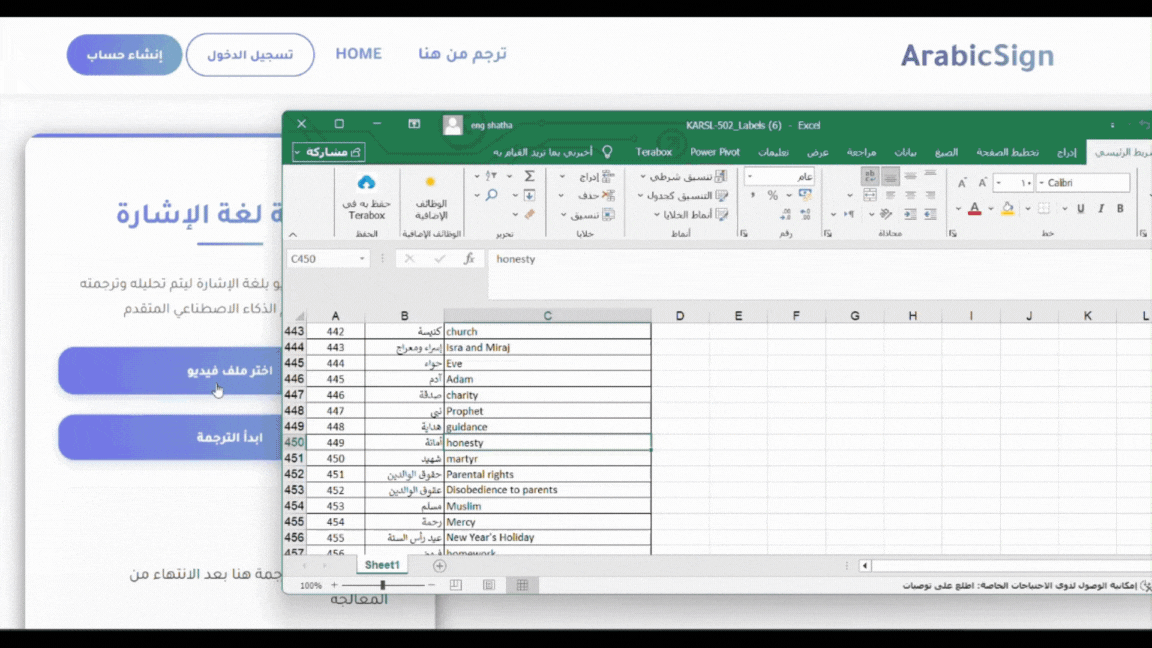 ArabicSign
ترجم من هنا
HOME
تسجيل الدخول
إنشاء حساب
لغة الإشارة
بلغة الإشارة ليتم تحليله وترجمته
الذكاء الاصطناعي المتقدم
اختر ملف فيديو
ابدأ الترجمة
هنا بعد الانتهاء من
المعالجة
eng shatha
KARSL-502_Labels (6) - Excel
إدراج
تخطيط الصفحة
الصيغ
بيانات
مراجعة
عرض
تعليمات
Power Pivot
Terabox
أخبرني بما تريد القيام به
مشاركة
Calibri
B I U
خط
محاذاة
عام
%
رقم
تنسيق شرطي
التنسيق كجدول
أنماط الخلايا
أنماط
إدراج
حذف
تنسيق
خلايا
تحرير
الوظائف
الإضافية
الوظائف الإضافية
حفظ به في
Terabox
الحفظ
C450
fx
honesty
A B C D E F G H I J K L
443 442 كنيسة church
444 443 إسراء ومعراج Isra and Miraj
445 444 حواء Eve
446 445 آدم Adam
447 446 صدقة charity
448 447 نبي Prophet
449 448 هداية guidance
450 449 أمانة honesty
451 450 شهيد martyr
452 451 حقوق الوالدين Parental rights
453 452 عقوق الوالدين Disobedience to parents
454 453 مسلم Muslim
455 454 رحمة Mercy
456 455 عيد رأس السنة New Year's Holiday
457 456 homework
Sheet1
100%
إمكانية الوصول لذوي الاحتياجات الخاصة: اطلع على توصيات